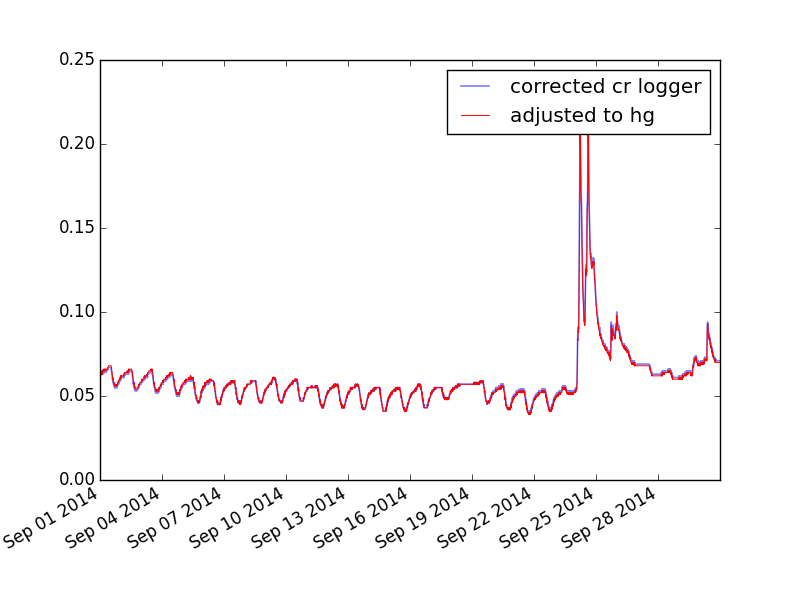 0.25
corrected cr logger
adjusted to hg
0.20
0.15
0.10
0.05
0.00
Sep 01 2014
Sep 04 2014
Sep 07 2014
Sep 10 2014
Sep 13 2014
Sep 16 2014
Sep 19 2014
Sep 22 2014
Sep 25 2014
Sep 28 2014